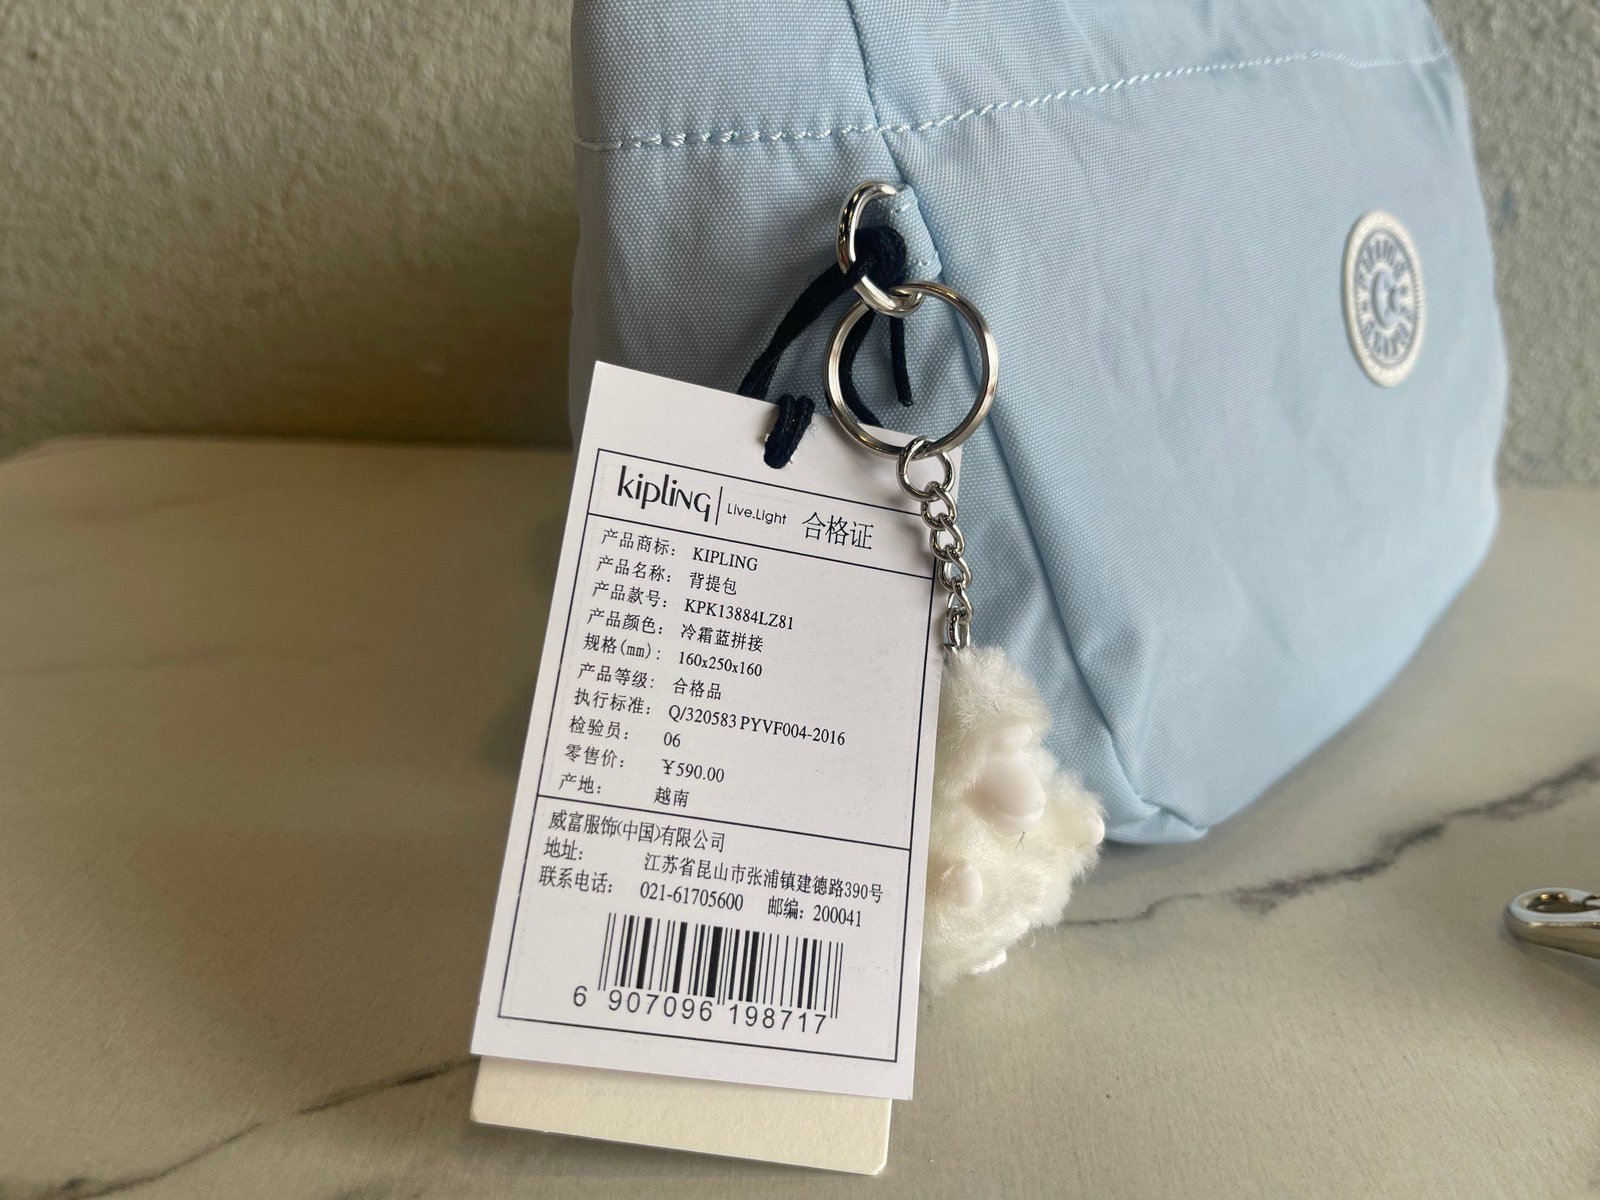 kipling Live.Light 合格证
产品商标: KIPLING
产品名称: 背提包
产品款号: KPK13884LZ81
产品颜色: 冷霜蓝拼接
规格(mm): 160x250x160
产品等级: 合格品
执行标准: Q/320583 PYVF004-2016
检验员: 06
零售价: ¥590.00
产地: 越南
威富服饰(中国)有限公司
地址: 江苏省昆山市张浦镇建德路390号
联系电话: 021-61705600 邮编: 200041
6 907096 198717